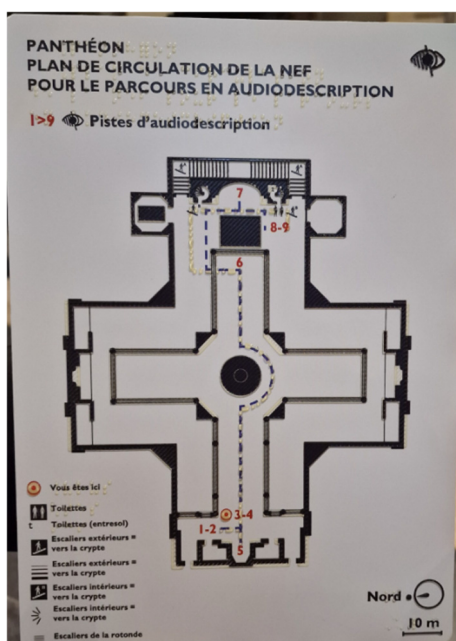 PANTHÉON
PLAN DE CIRCULATION DE LA NEF
POUR LE PARCOURS EN AUDIODESCRIPTION
1>9 Pistes d'audiodescription
7
8-9
6
3-4
1-2
5
Vous êtes ici
Toilettes
t Toilettes (entresol)
Escaliers extérieurs =
vers la crypte
Escaliers extérieurs =
vers la crypte
Escaliers intérieurs =
vers la crypte
Escaliers intérieurs =
vers la crypte
Escaliers de la rotonde
Nord
10 m